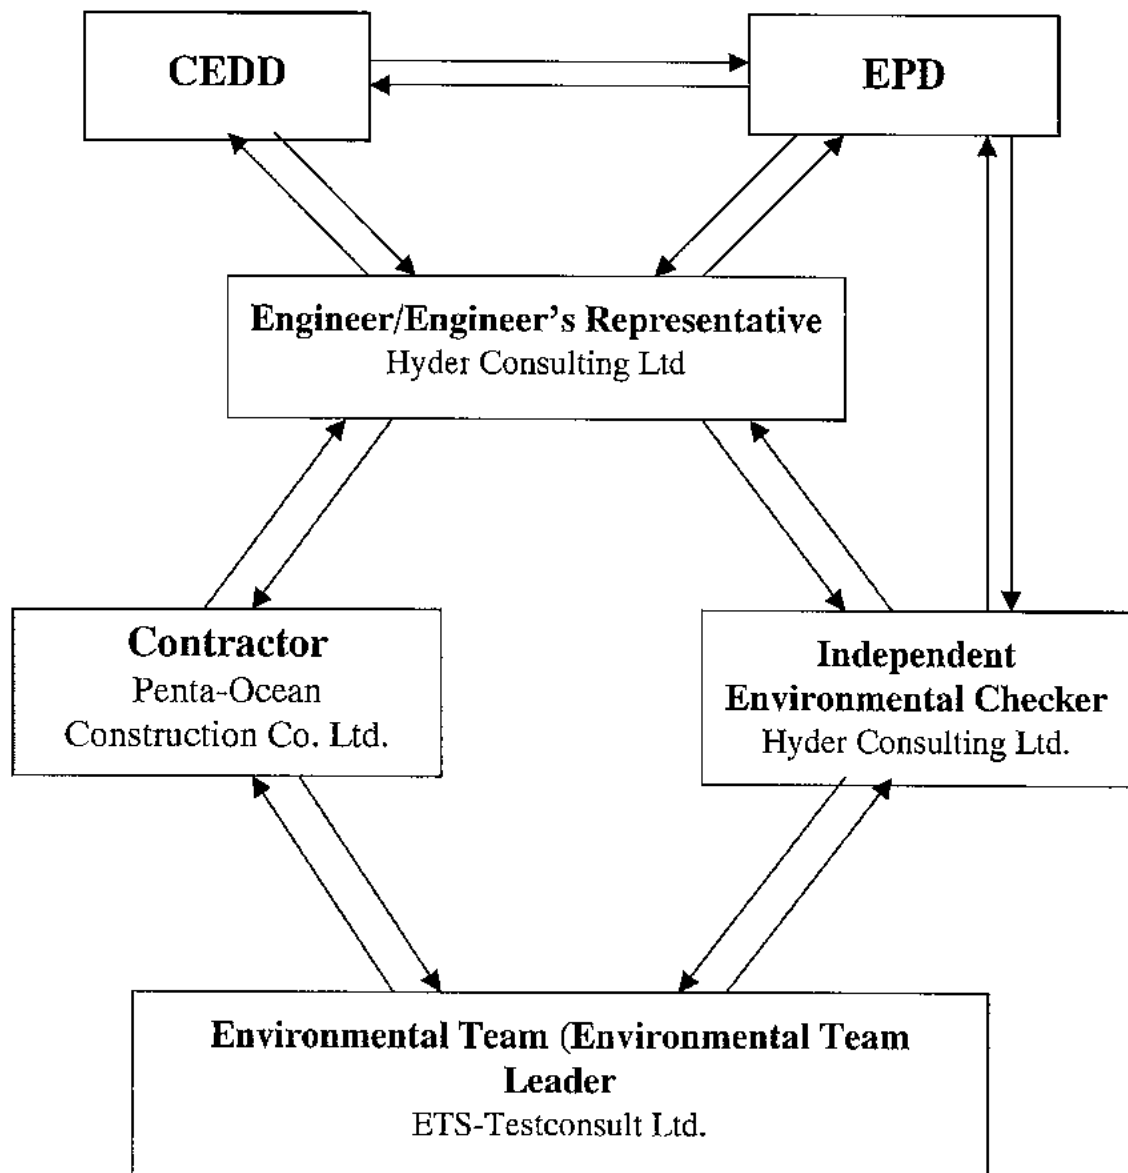 CEDD
EPD
Engineer/Engineer's Representative
Hyder Consulting Ltd
Contractor
Penta-Ocean
Construction Co. Ltd.
Independent
Environmental Checker
Hyder Consulting Ltd.
Environmental Team (Environmental Team
Leader
ETS-Testconsult Ltd.